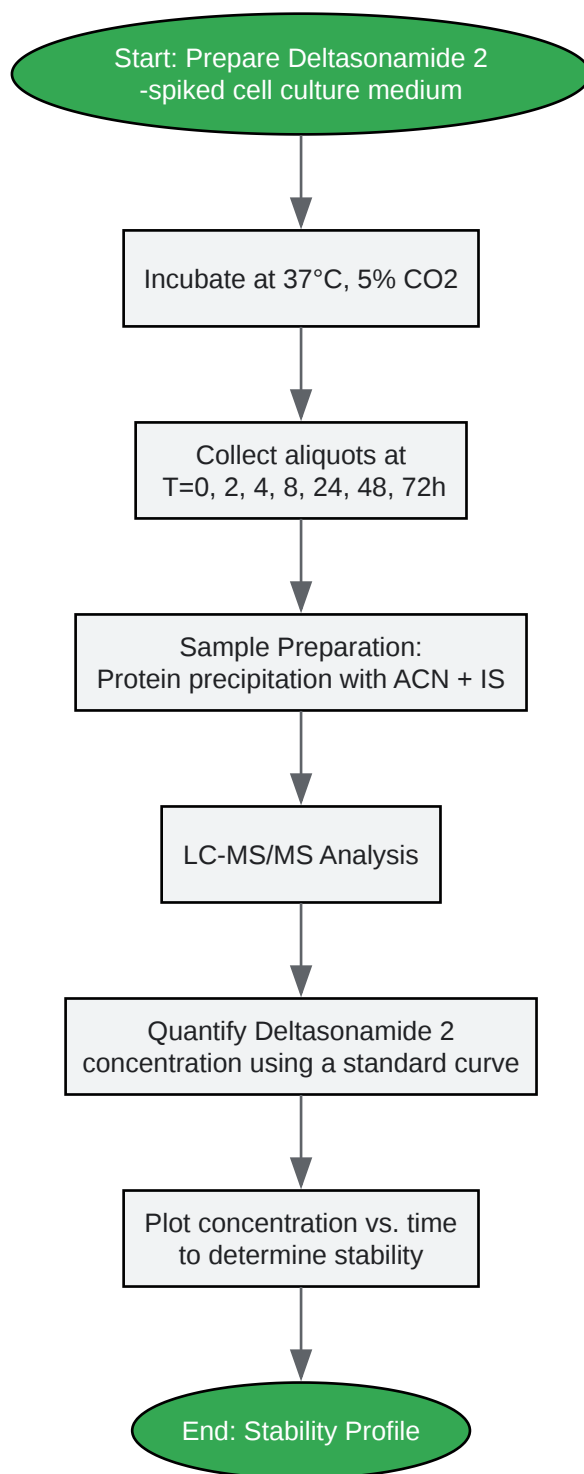 Start: Prepare Deltasonamide 2
-spiked cell culture medium
Incubate at 37°C, 5% CO2
Collect aliquots at
T=0, 2, 4, 8, 24, 48, 72h
Sample Preparation:
Protein precipitation with ACN + IS
LC-MS/MS Analysis
Quantify Deltasonamide 2
concentration using a standard curve
Plot concentration vs. time
to determine stability
End: Stability Profile